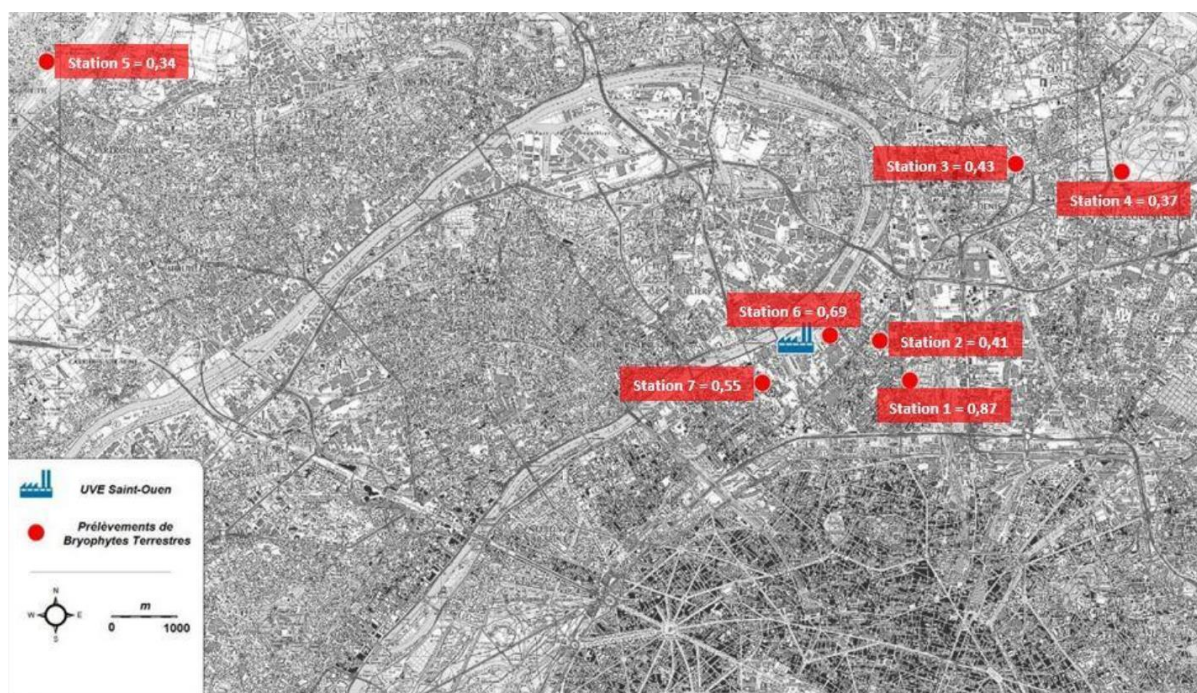 Station 5 = 0,34
Station 3 = 0,43
Station 4 = 0,37
Station 6 = 0,69
Station 2 = 0,41
Station 7 = 0,55
Station 1 = 0,87
UVE Saint-Ouen
Prélèvements de
Bryophytes Terrestres
N
W E
S
m
0 1000